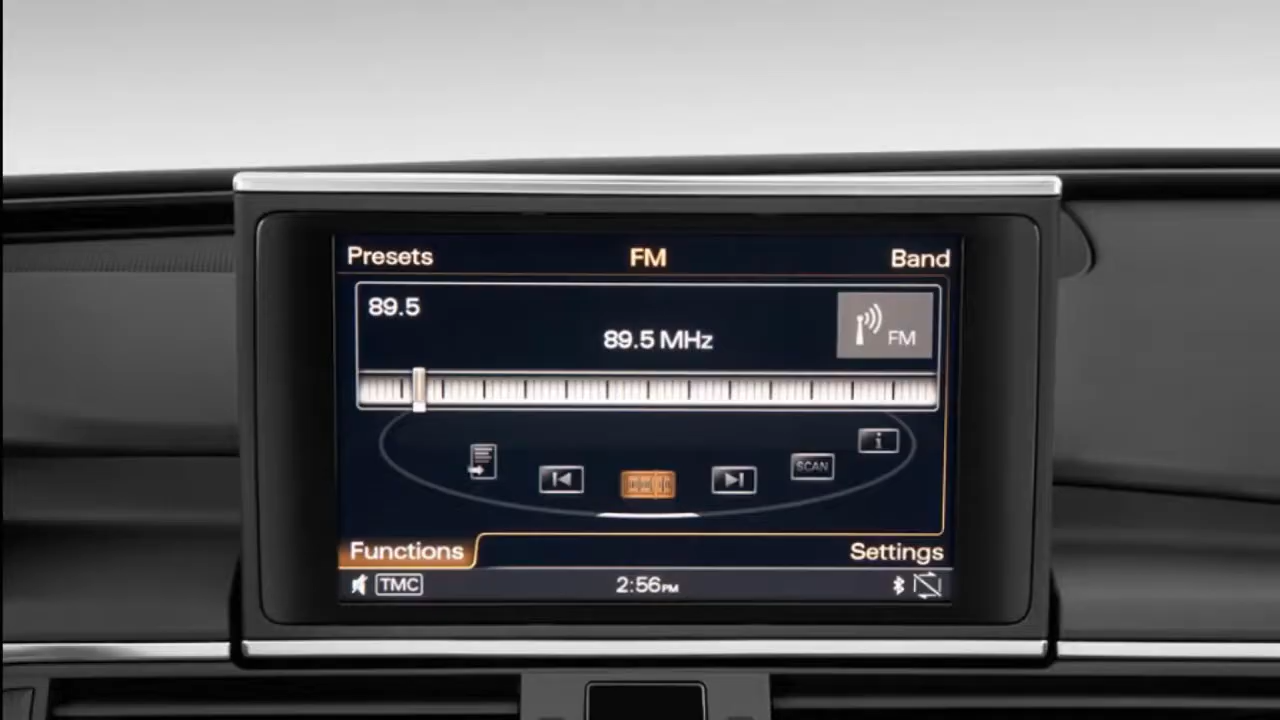 Presets FM Band
89.5
89.5 MHz
FM
SCAN
i
Functions Settings
TMC 2:56PM